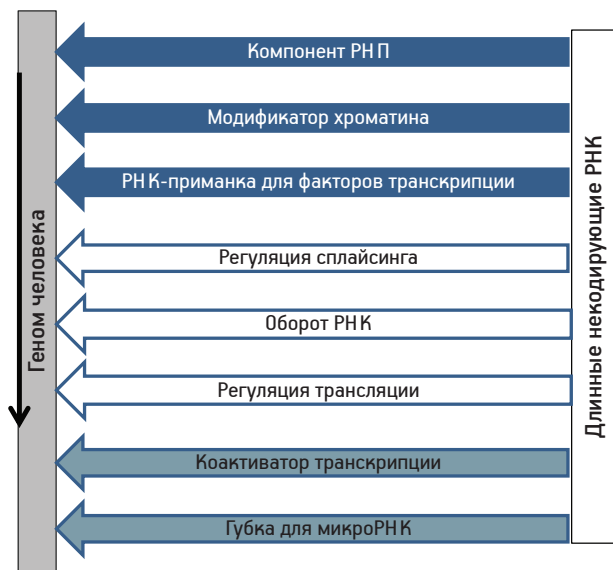 Компонент РНП
Модификатор хроматина
РНК-приманка для факторов транскрипции
Регуляция сплайсинга
Оборот РНК
Регуляция трансляции
Коактиватор транскрипции
Губка для микроРНК
Геном человека
Длинные некодирующие РНК